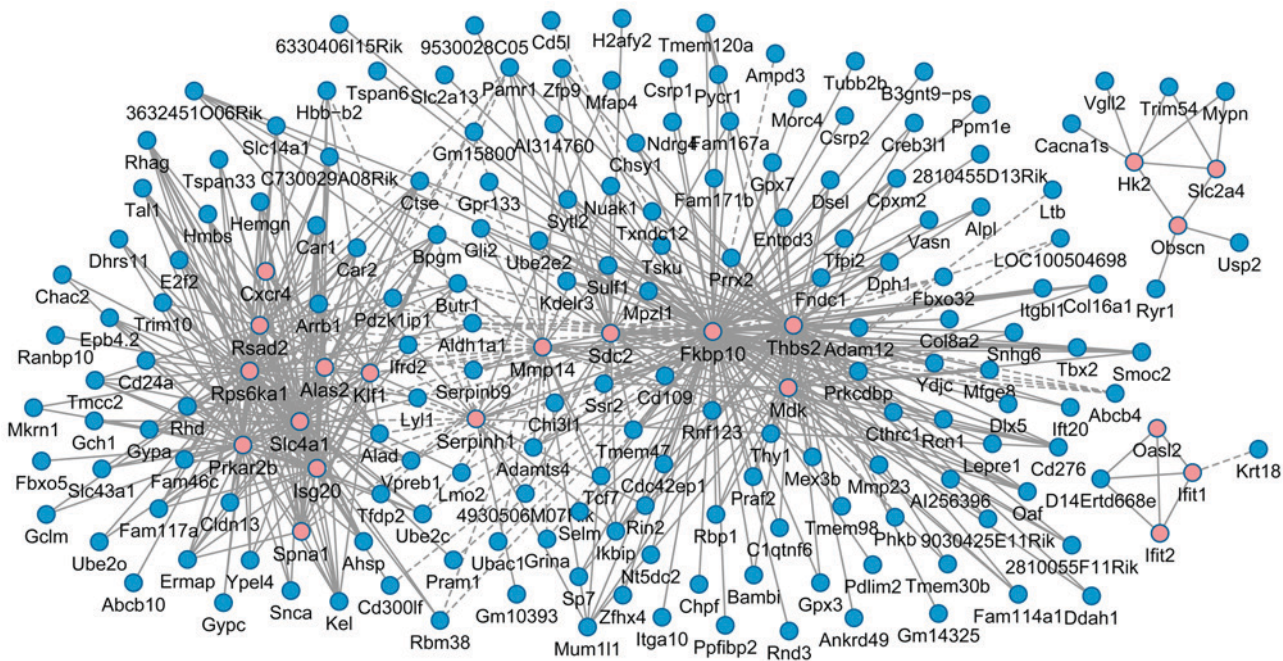 6330406I15Rik
9530028C05
Cd5l
H2afy2
Tmem120a
Tspan6
Slc2a13
Pamr1
Zfp9
Mfap4
Csrp1
Pycr1
Ampd3
Tubb2b
B3gnt9-ps
Vgll2
Trim54
Mypn
3632451O06Rik
Hbb-b2
Morc4
Csrp2
Ppm1e
Cacna1s
Rhag
Slc14a1
Gm15800
AI314760
Chsy1
Ndrg4
Fam167a
Creb3l1
Hk2
Slc2a4
Tspan33
C730029A08Rik
Tal1
Hemgn
Ctse
Gpr133
Sytl2
Nuak1
Fam171b
Gpx7
Dsel
Cpxm2
2810455D13Rik
Ltb
Hmbs
Car1
Gli2
Txndc12
Entpd3
Vasn
Alpl
Obscn
Usp2
Dhrs11
E2f2
Car2
Bpgm
Ube2e2
Tsku
Prrx2
Tfpi2
Dph1
LOC100504698
Chac2
Cxcr4
Kdelr3
Sulf1
Fndc1
Fbxo32
Itgbl1
Col16a1
Ryr1
Trim10
Arrb1
Pdzk1ip1
Butr1
Mpzl1
Epb4.2
Rsad2
Aldh1a1
Mmp14
Sdc2
Fkbp10
Thbs2
Adam12
Col8a2
Snhg6
Ranbp10
Ifrd2
Tbx2
Smoc2
Cd24a
Rps6ka1
Alas2
Klf1
Serpinb9
Ssr2
Cd109
Prkcdbp
Ydjc
Mfge8
Abcb4
Tmcc2
Lyl1
Chi3l1
Mdk
Dlx5
Ift20
Mkrn1
Gch1
Rhd
Slc4a1
Serpinh1
Rnf123
Cthrc1
Rcn1
Oasl2
Gypa
Prkar2b
Alad
Adamts4
Tmem47
Thy1
Lepre1
Cd276
Krt18
Fbxo5
Slc43a1
Fam46c
Isg20
Vpreb1
Lmo2
Tcf7
Cdc42ep1
Mex3b
Mmp23
AI256396
D14Ertd668e
Ifit1
Gclm
Fam117a
Cldn13
Tfdp2
4930506M07Rik
Praf2
Oaf
Spna1
Ube2c
Selm
Rin2
Rbp1
Tmem98
Phkb
9030425E11Rik
Ifit2
Ube2o
Ermap
Ypel4
Ahsp
Pram1
Ubac1
Grina
Ikbip
Nt5dc2
C1qtnf6
Pdlim2
Tmem30b
2810055F11Rik
Abcb10
Snca
Cd300lf
Gm10393
Sp7
Zfhx4
Chpf
Bambi
Gpx3
Fam114a1
Ddah1
Gypc
Kel
Rbm38
Mum1l1
Itga10
Ppfibp2
Rnd3
Ankrd49
Gm14325